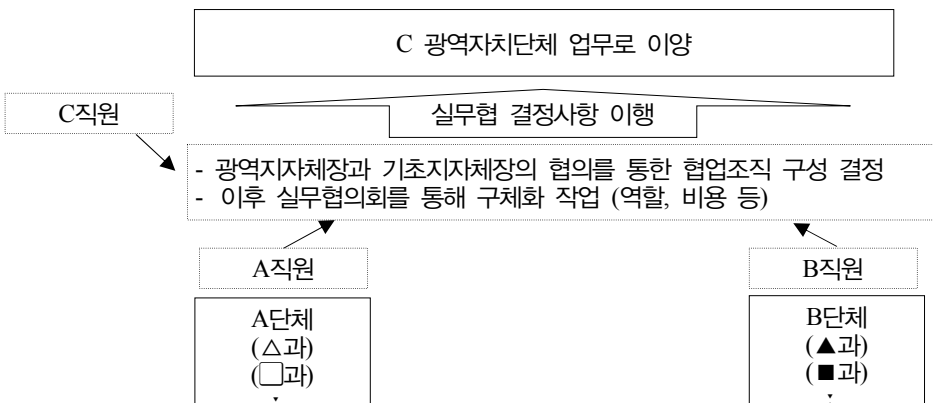 C 광역자치단체 업무로 이양
C직원
실무협 결정사항 이행
- 광역지자체장과 기초지자체장의 협의를 통한 협업조직 구성 결정
- 이후 실무협의회를 통해 구체화 작업 (역할, 비용 등)
A직원
B직원
A단체
(△과)
(□과)
B단체
(▲과)
(■과)